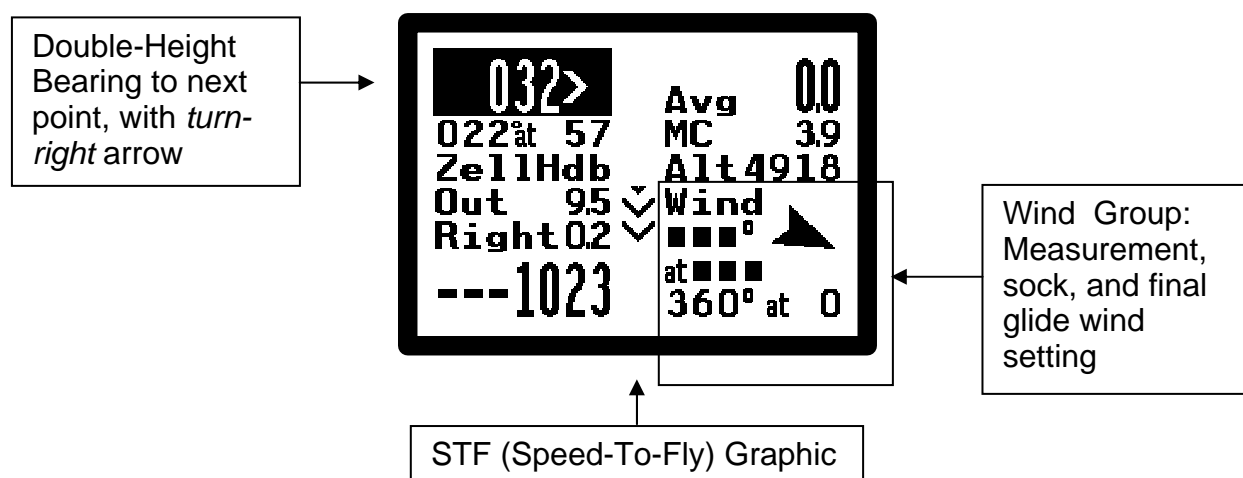 Double-Height
Bearing to next
point, with turn-
right arrow
032>
022°at 57
ZellHdb
Out 9.5
Right 0.2
---1023
Avg 0.0
MC 3.9
Alt 4918
Wind
■■■°
at ■■■
360° at 0
Wind Group:
Measurement,
sock, and final
glide wind
setting
STF (Speed-To-Fly) Graphic